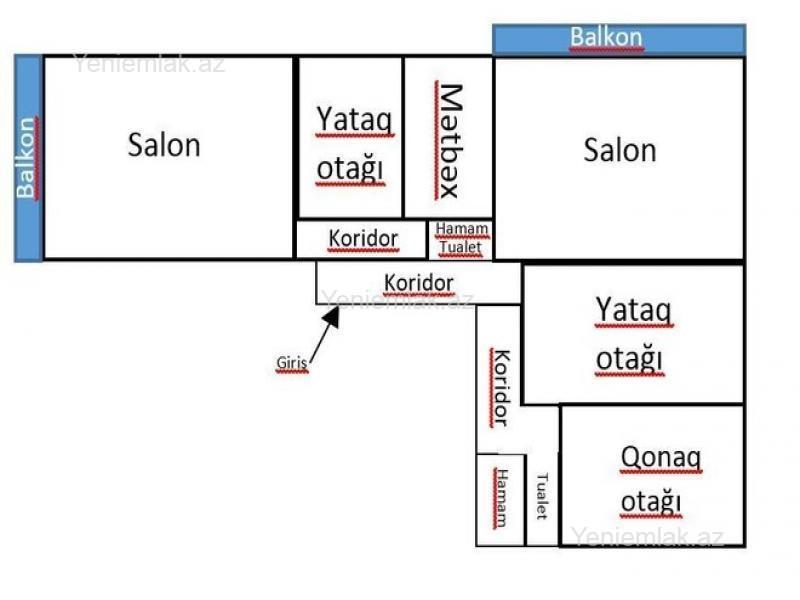 Balkon
Yeniemlak.az
Balkon
Salon
Yataq
otağı
Mətbəx
Salon
Koridor
Hamam
Tualet
Koridor
Yeniemlak.az
Giriş
Yataq
otağı
Koridor
Qonaq
otağı
Hamam
Tualet
Yeniemlak.az